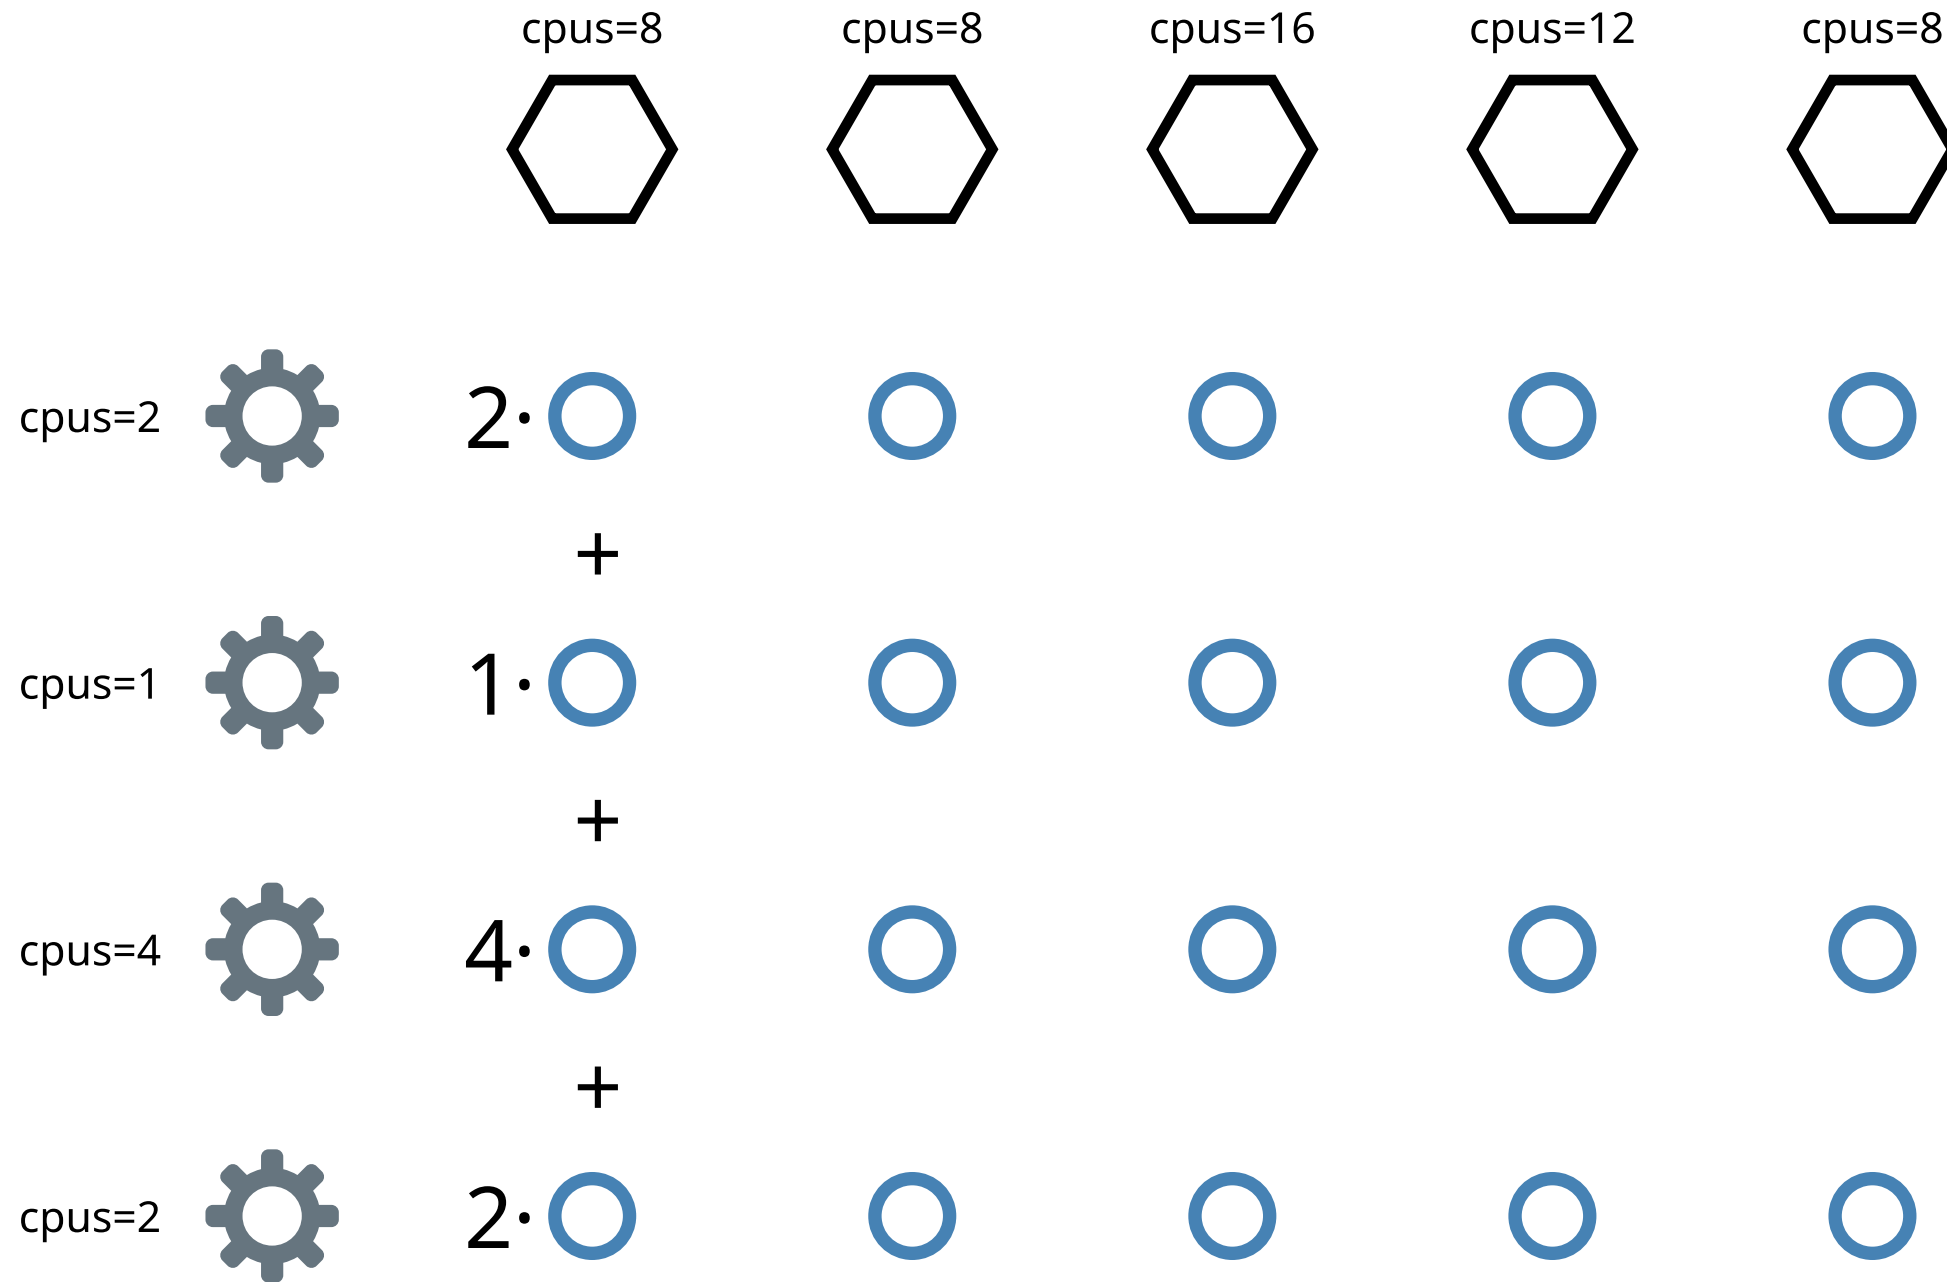 cpus=8 cpus=8 cpus=16 cpus=12 cpus=8
cpus=2 2·
+
cpus=1 1·
+
cpus=4 4·
+
cpus=2 2·